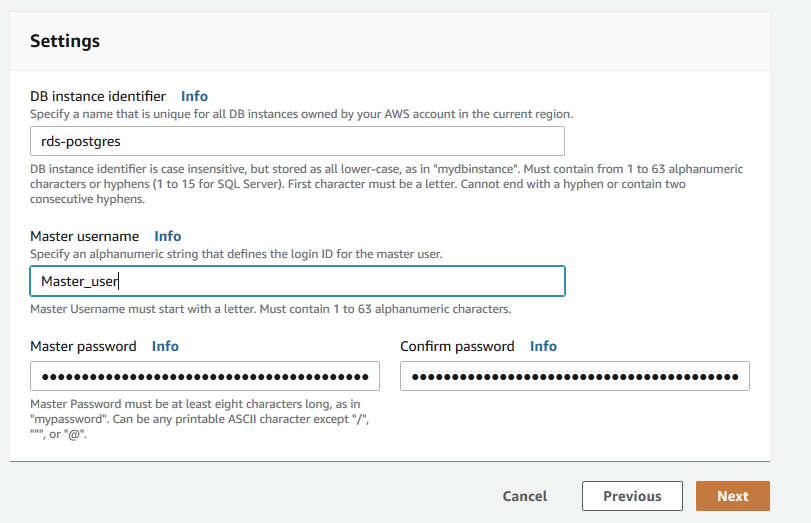 Settings
DB instance identifier Info
Specify a name that is unique for all DB instances owned by your AWS account in the current region.
rds-postgres
DB instance identifier is case insensitive, but stored as all lower-case, as in "mydbinstance". Must contain from 1 to 63 alphanumeric
characters or hyphens (1 to 15 for SQL Server). First character must be a letter. Cannot end with a hyphen or contain two
consecutive hyphens.
Master username Info
Specify an alphanumeric string that defines the login ID for the master user.
Master_user
Master Username must start with a letter. Must contain 1 to 63 alphanumeric characters.
Master password Info Confirm password Info
Master Password must be at least eight characters long, as in
"mypassword". Can be any printable ASCII character except "/",
""", or "@".
Cancel Previous Next